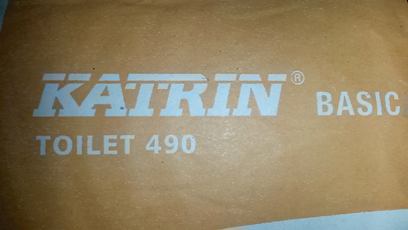 KATRIN® BASIC
TOILET 490